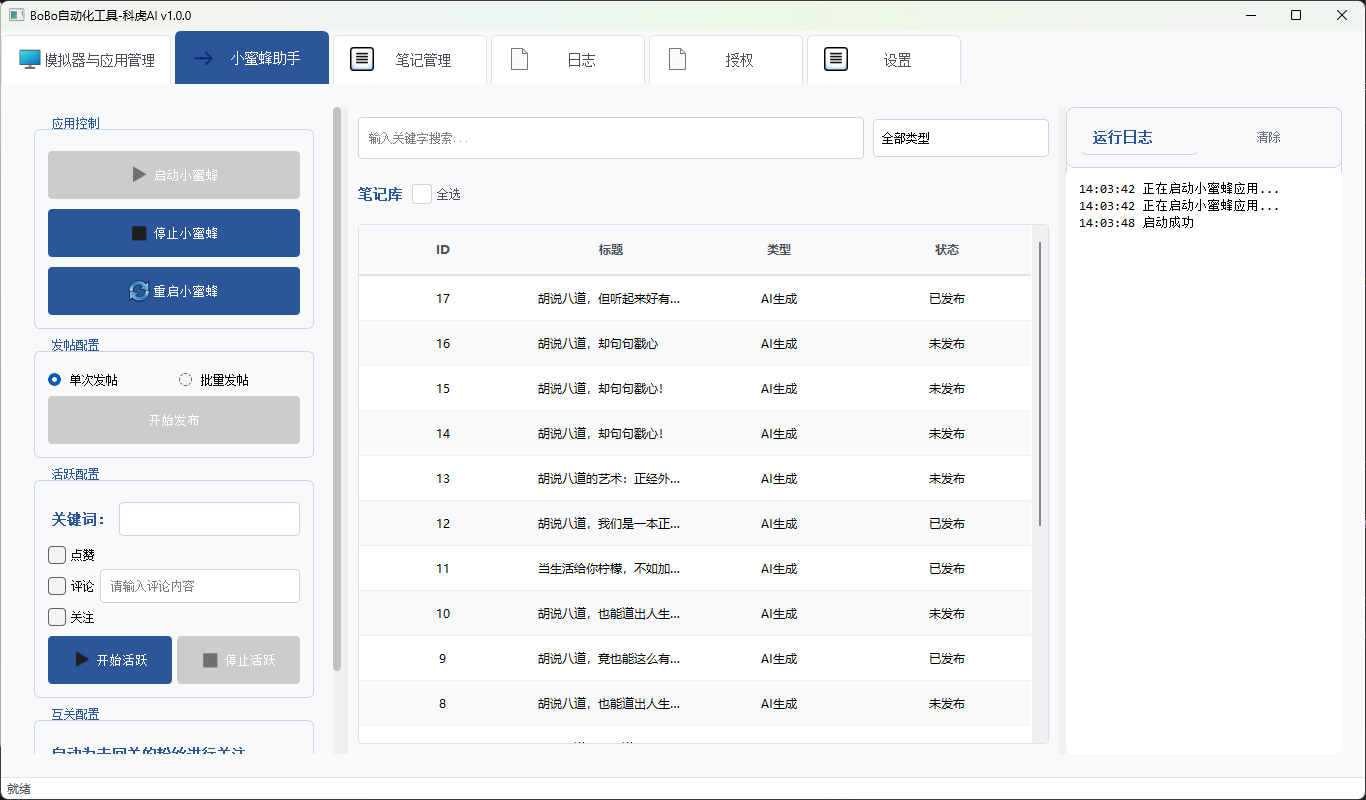 BoBo自动化工具-科虎AI v1.0.0
模拟器与应用管理
小蜜蜂助手
笔记管理
日志
授权
设置
应用控制
启动小蜜蜂
停止小蜜蜂
重启小蜜蜂
发帖配置
单次发帖 批量发帖
开始发布
活跃配置
关键词：
点赞
评论 请输入评论内容
关注
开始活跃 停止活跃
互关配置
自动为未回关的粉丝进行关注
输入关键字搜索...
全部类型
笔记库 全选
ID 标题 类型 状态
17 胡说八道，但听起来好有... AI生成 已发布
16 胡说八道，却句句戳心 AI生成 未发布
15 胡说八道，却句句戳心！ AI生成 未发布
14 胡说八道，却句句戳心！ AI生成 未发布
13 胡说八道的艺术：正经外... AI生成 未发布
12 胡说八道，我们是一本正... AI生成 已发布
11 当生活给你柠檬，不如加... AI生成 已发布
10 胡说八道，也能道出人生... AI生成 未发布
9 胡说八道，竟也能这么有... AI生成 已发布
8 胡说八道，也能道出人生... AI生成 未发布
运行日志 清除
14:03:42 正在启动小蜜蜂应用...
14:03:42 正在启动小蜜蜂应用...
14:03:48 启动成功
就绪